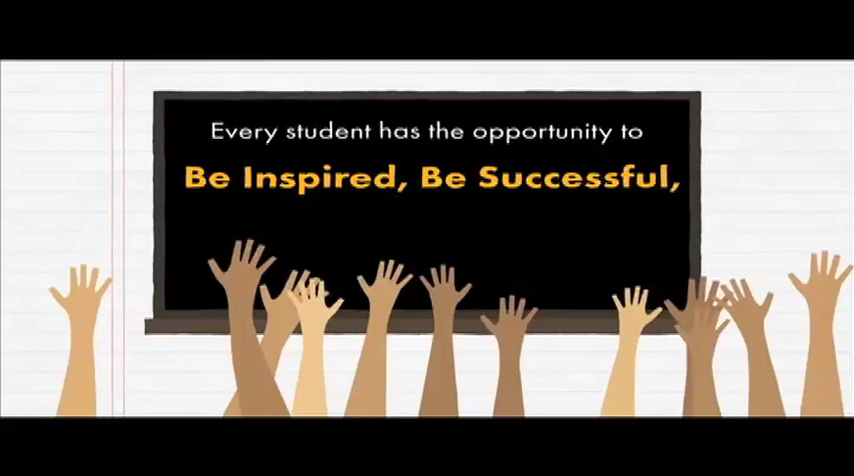 Every student has the opportunity to
Be Inspired, Be Successful,